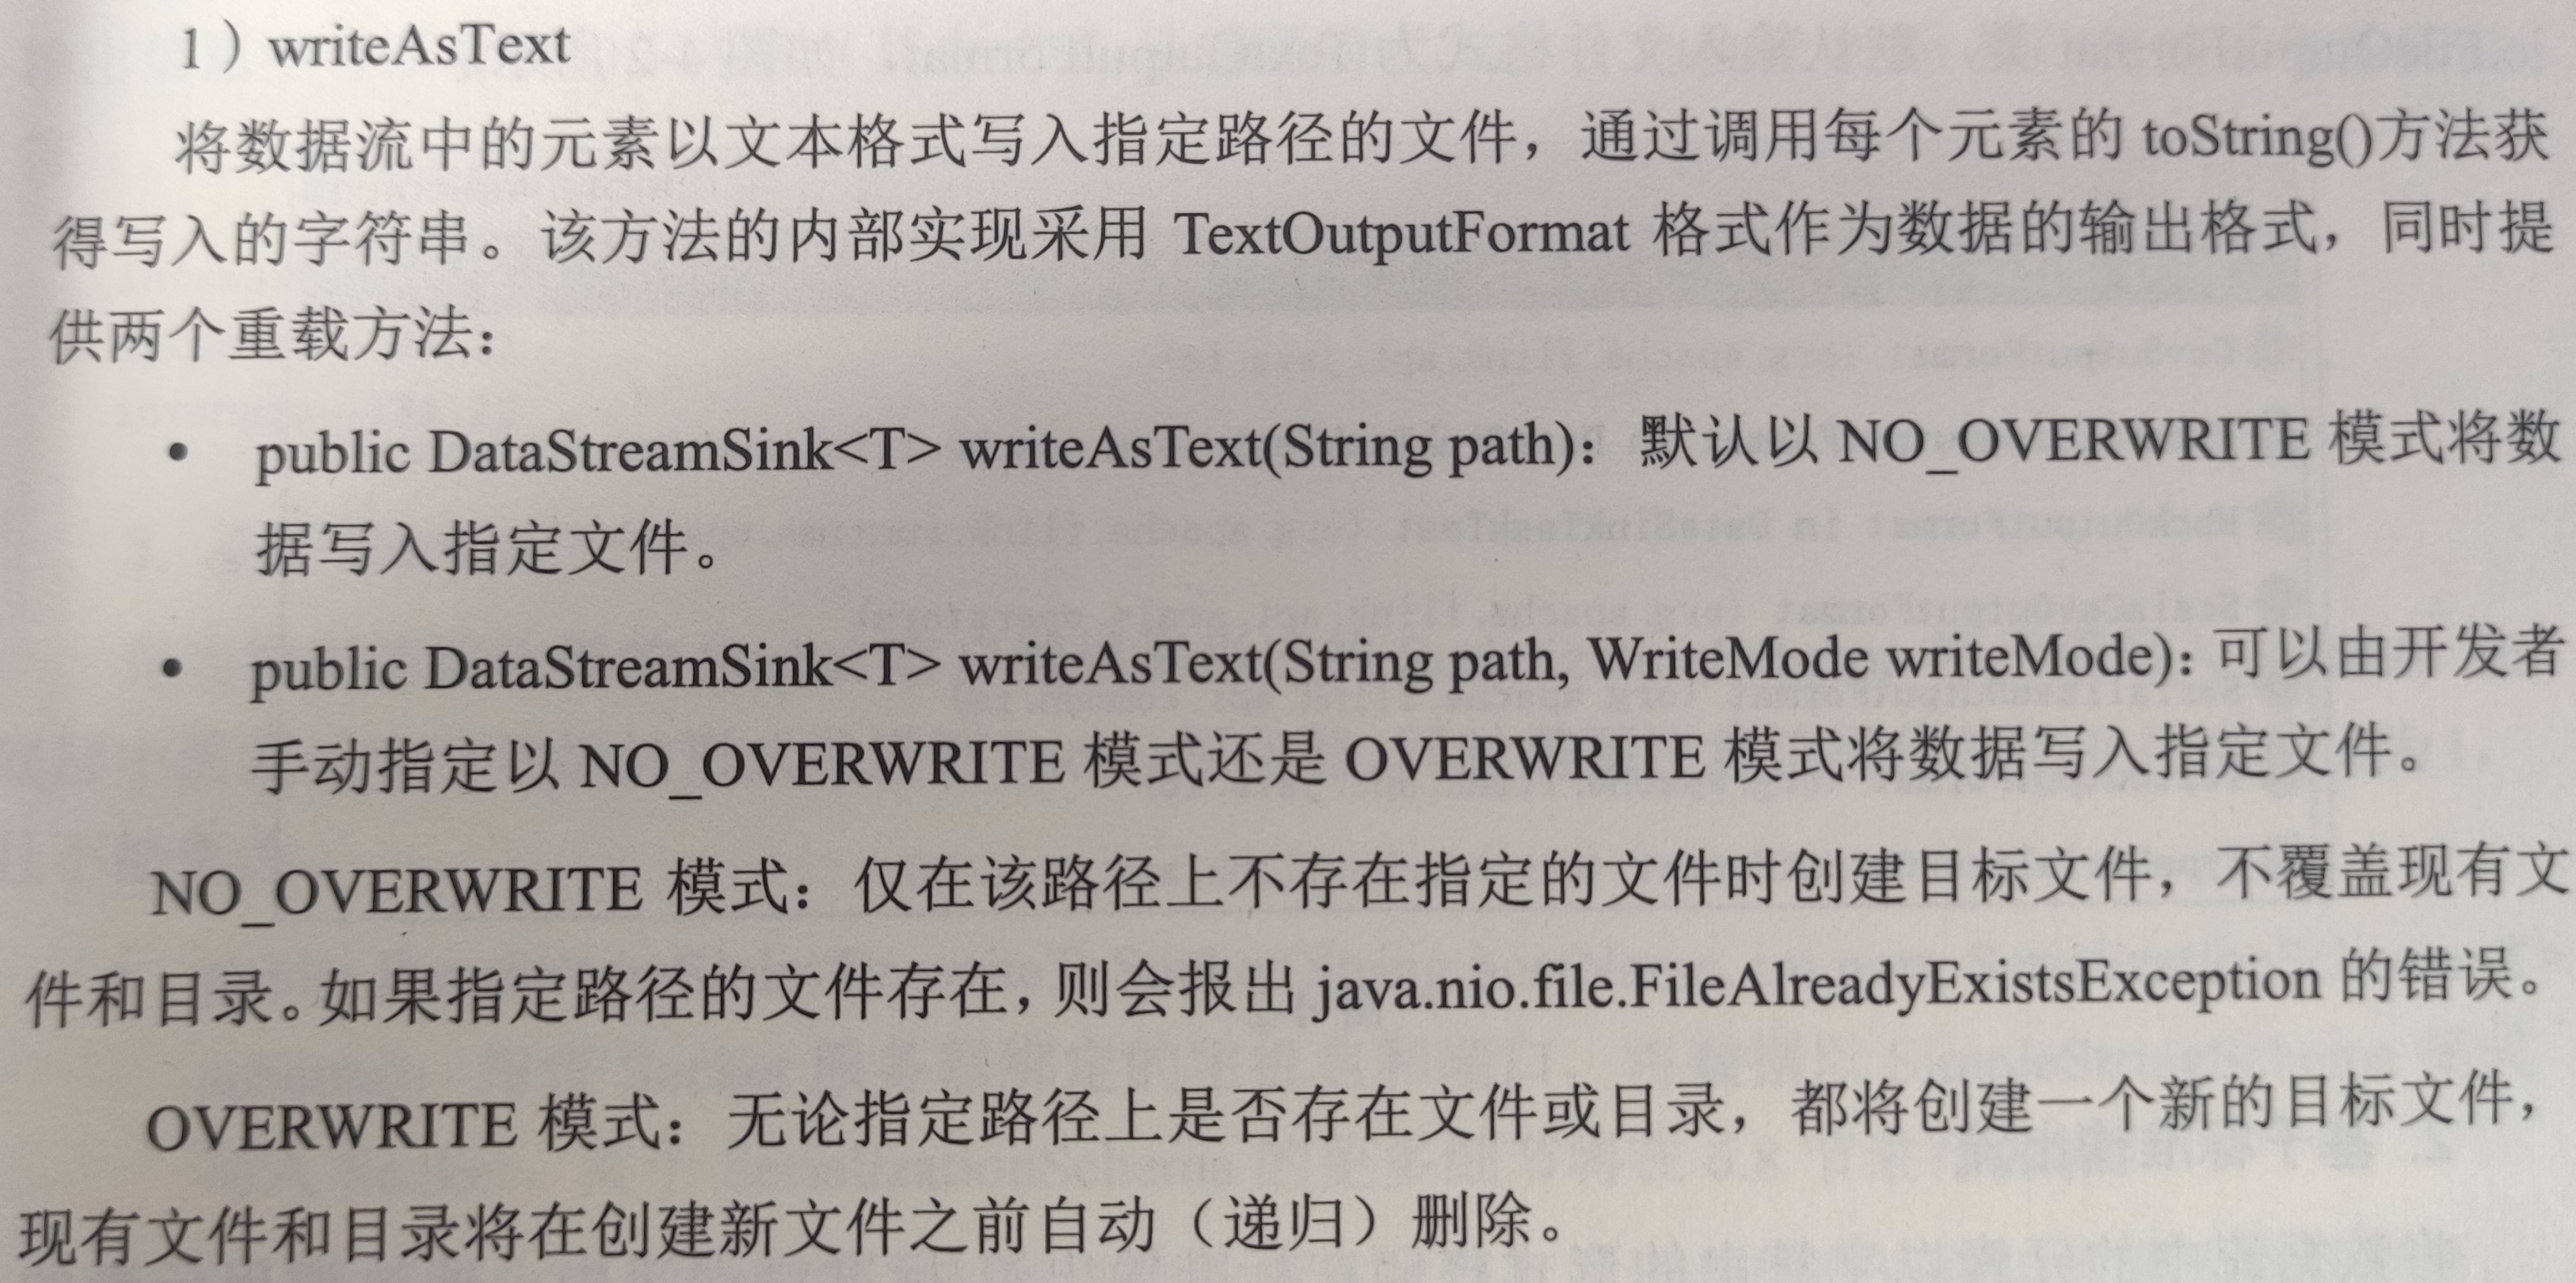 1）writeAsText
将数据流中的元素以文本格式写入指定路径的文件，通过调用每个元素的 toString()方法获
得写入的字符串。该方法的内部实现采用 TextOutputFormat 格式作为数据的输出格式，同时提
供两个重载方法：
• public DataStreamSink<T> writeAsText(String path)：默认以 NO_OVERWRITE 模式将数
据写入指定文件。
• public DataStreamSink<T> writeAsText(String path, WriteMode writeMode)：可以由开发者
手动指定以 NO_OVERWRITE 模式还是 OVERWRITE 模式将数据写入指定文件。
NO_OVERWRITE 模式：仅在该路径上不存在指定的文件时创建目标文件，不覆盖现有文
件和目录。如果指定路径的文件存在，则会报出 java.nio.file.FileAlreadyExistsException 的错误。
OVERWRITE 模式：无论指定路径上是否存在文件或目录，都将创建一个新的目标文件，
现有文件和目录将在创建新文件之前自动（递归）删除。